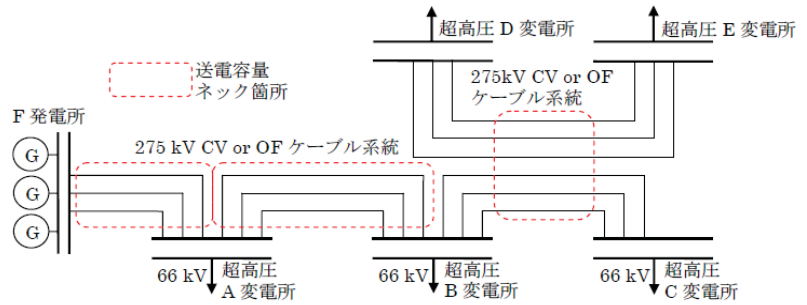 超高圧 D 変電所
超高圧 E 変電所
送電容量
ネック箇所
275kV CV or OF
ケーブル系統
F 発電所
275 kV CV or OF ケーブル系統
G
G
G
66 kV
超高圧
A 変電所
66 kV
超高圧
B 変電所
66 kV
超高圧
C 変電所